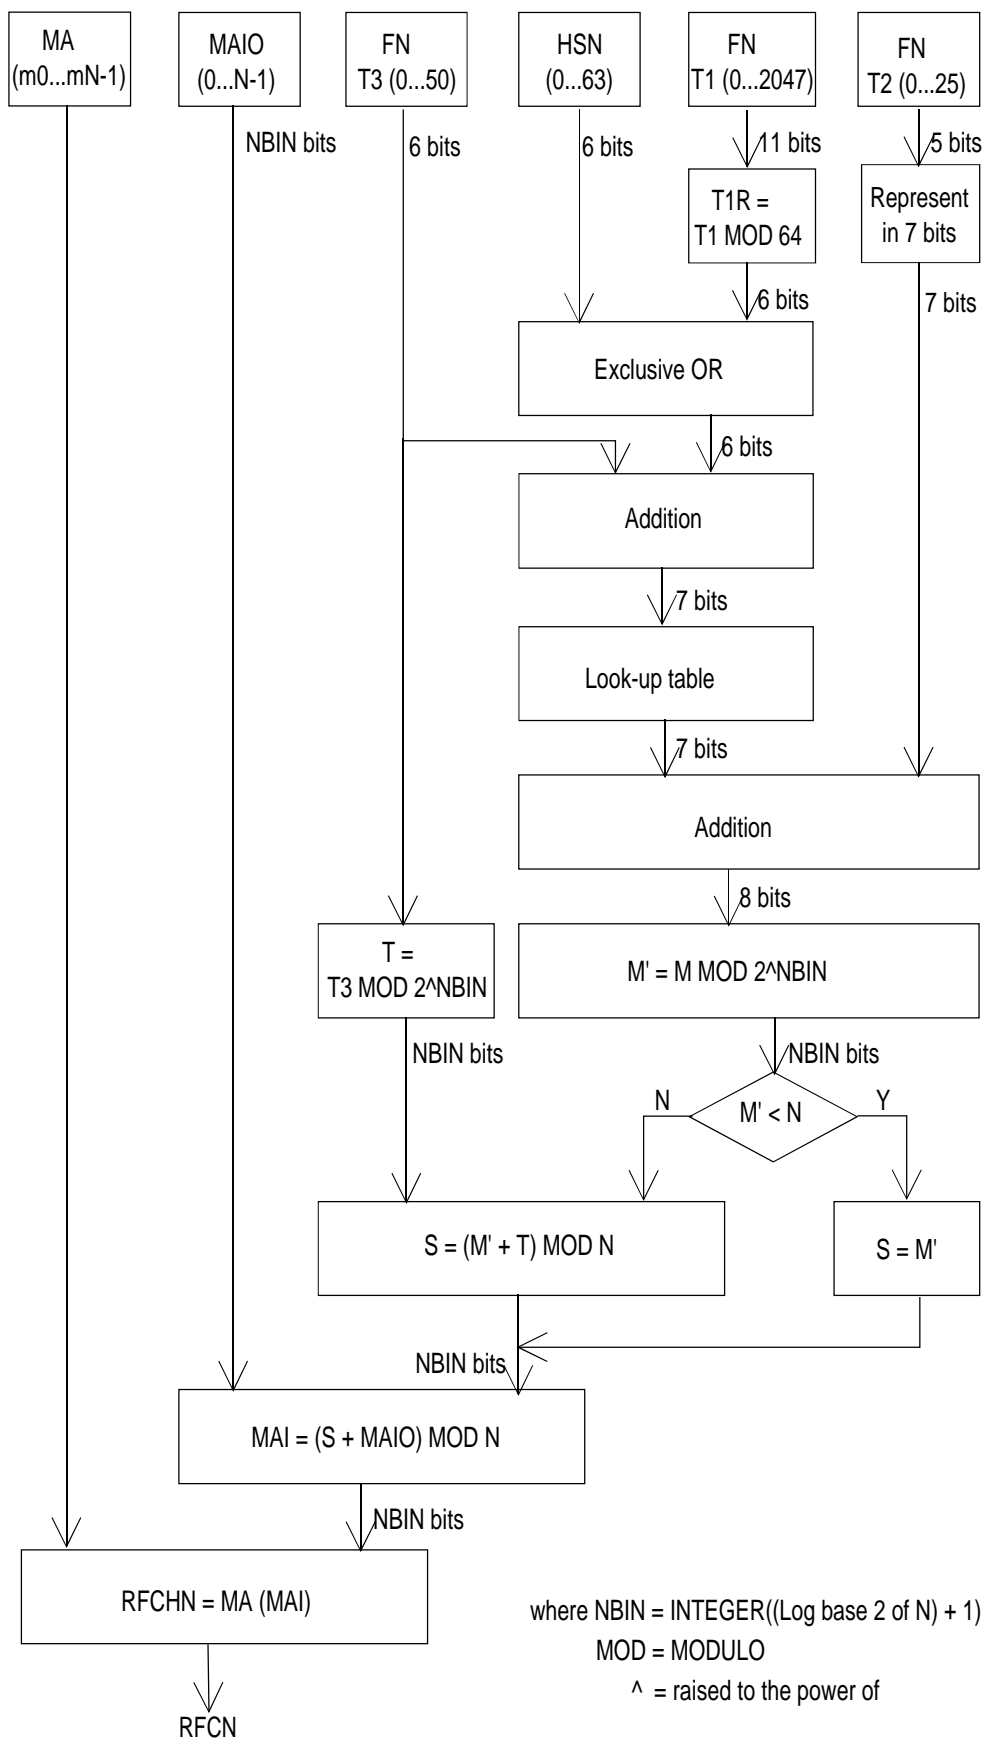 MA
(m0...mN-1)
MAIO
(0...N-1)
FN
T3 (0...50)
HSN
(0...63)
FN
T1 (0...2047)
FN
T2 (0...25)
NBIN bits
6 bits
6 bits
11 bits
5 bits
T1R =
T1 MOD 64
Represent
in 7 bits
6 bits
7 bits
Exclusive OR
6 bits
Addition
7 bits
Look-up table
7 bits
Addition
8 bits
T =
T3 MOD 2^NBIN
M' = M MOD 2^NBIN
NBIN bits
NBIN bits
N
M' < N
Y
S = (M' + T) MOD N
S = M'
NBIN bits
MAI = (S + MAIO) MOD N
NBIN bits
RFCHN = MA (MAI)
where NBIN = INTEGER((Log base 2 of N) + 1)
MOD = MODULO
^ = raised to the power of
RFCN